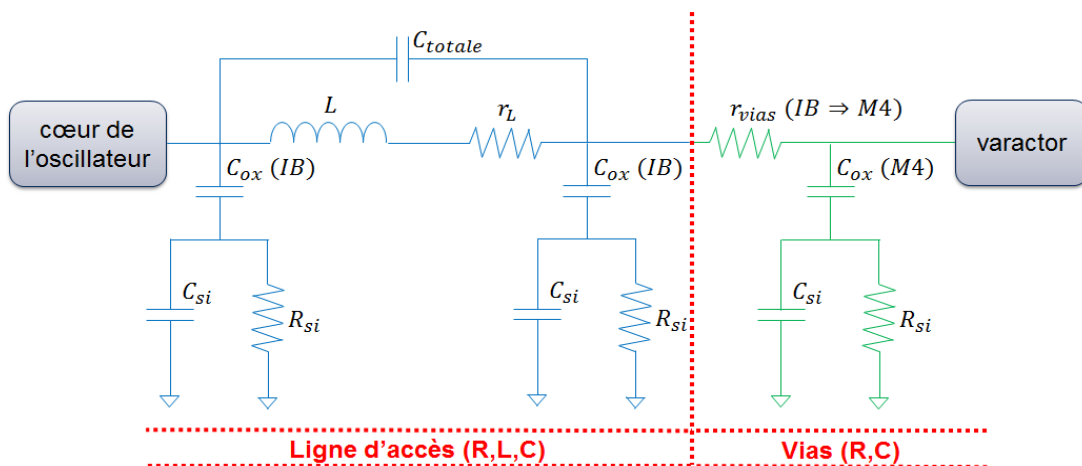 C_totale
cœur de
l'oscillateur
L
r_L
r_vias (IB ⇒ M4)
varactor
C_ox (IB)
C_ox (IB)
C_ox (M4)
C_si
R_si
C_si
R_si
C_si
R_si
Ligne d'accès (R,L,C)
Vias (R,C)